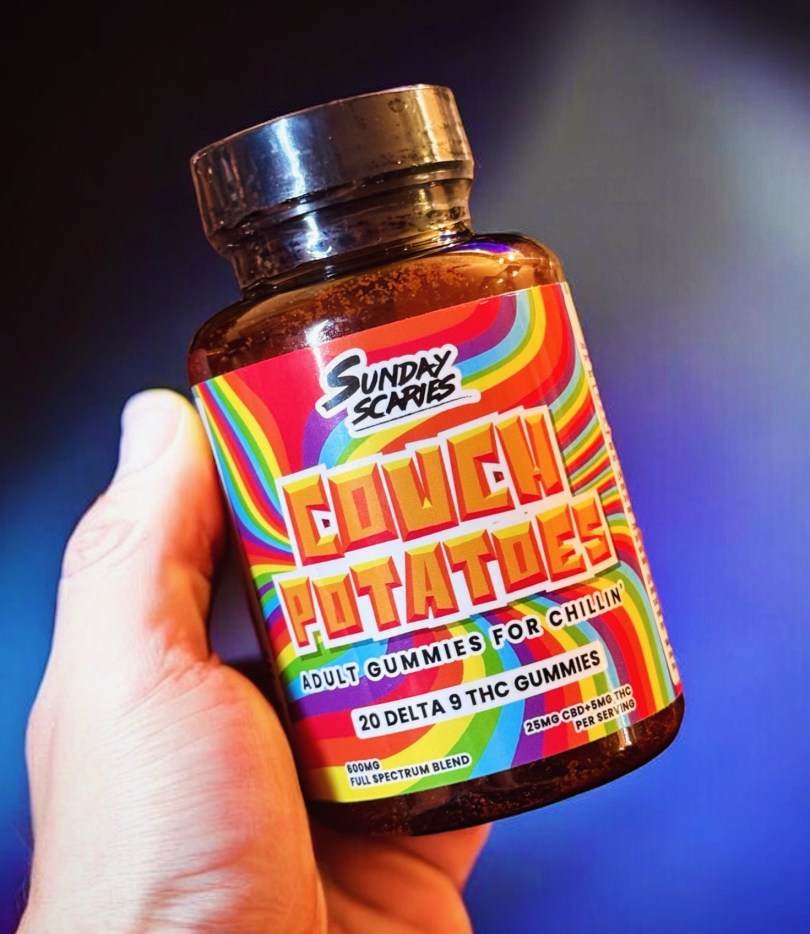 SUNDAY
SCARIES
COUCH
POTATOES
ADULT GUMMIES FOR CHILLIN'
20 DELTA 9 THC GUMMIES
25MG CBD+5MG THC
PER SERVING
600MG
FULL SPECTRUM BLEND